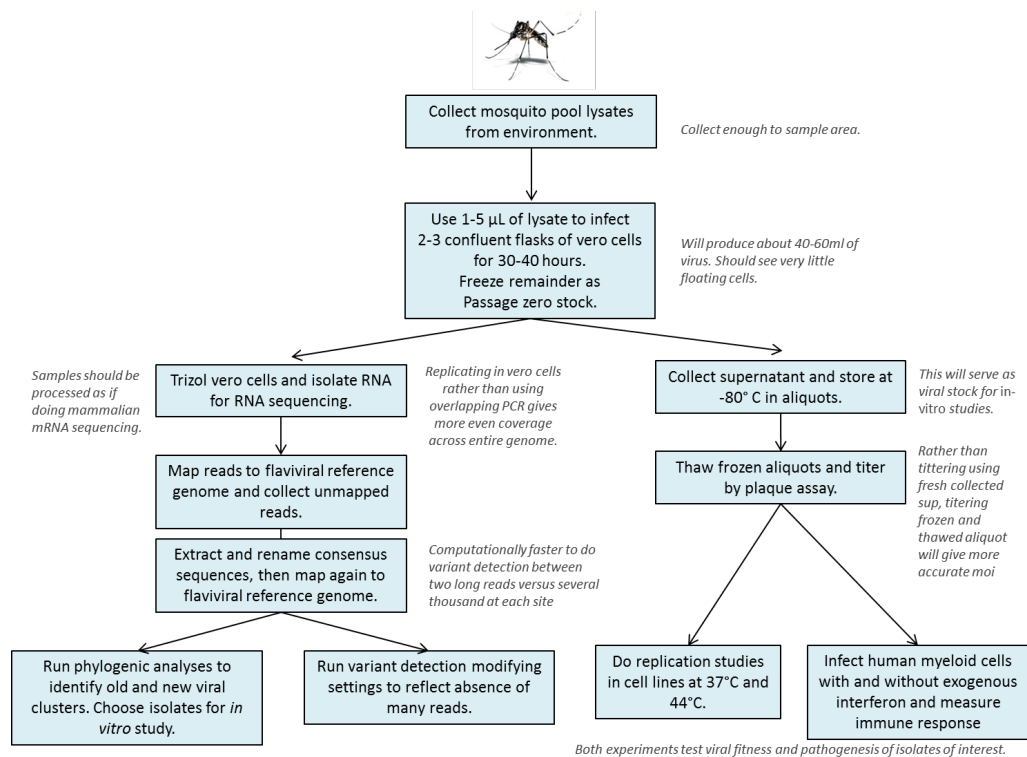 Collect mosquito pool lysates
from environment.
Collect enough to sample area.
Use 1-5 µL of lysate to infect
2-3 confluent flasks of vero cells
for 30-40 hours.
Freeze remainder as
Passage zero stock.
Will produce about 40-60ml of
virus. Should see very little
floating cells.
Samples should be
processed as if
doing mammalian
mRNA sequencing.
Trizol vero cells and isolate RNA
for RNA sequencing.
Replicating in vero cells
rather than using
overlapping PCR gives
more even coverage
across entire genome.
Collect supernatant and store at
-80° C in aliquots.
This will serve as
viral stock for in-
vitro studies.
Map reads to flaviviral reference
genome and collect unmapped
reads.
Thaw frozen aliquots and titer
by plaque assay.
Rather than
tittering using
fresh collected
sup, titering
frozen and
thawed aliquot
will give more
accurate moi
Extract and rename consensus
sequences, then map again to
flaviviral reference genome.
Computationally faster to do
variant detection between
two long reads versus several
thousand at each site
Run phylogenic analyses to
identify old and new viral
clusters. Choose isolates for in
vitro study.
Run variant detection modifying
settings to reflect absence of
many reads.
Do replication studies
in cell lines at 37°C and
44°C.
Infect human myeloid cells
with and without exogenous
interferon and measure
immune response
Both experiments test viral fitness and pathogenesis of isolates of interest.